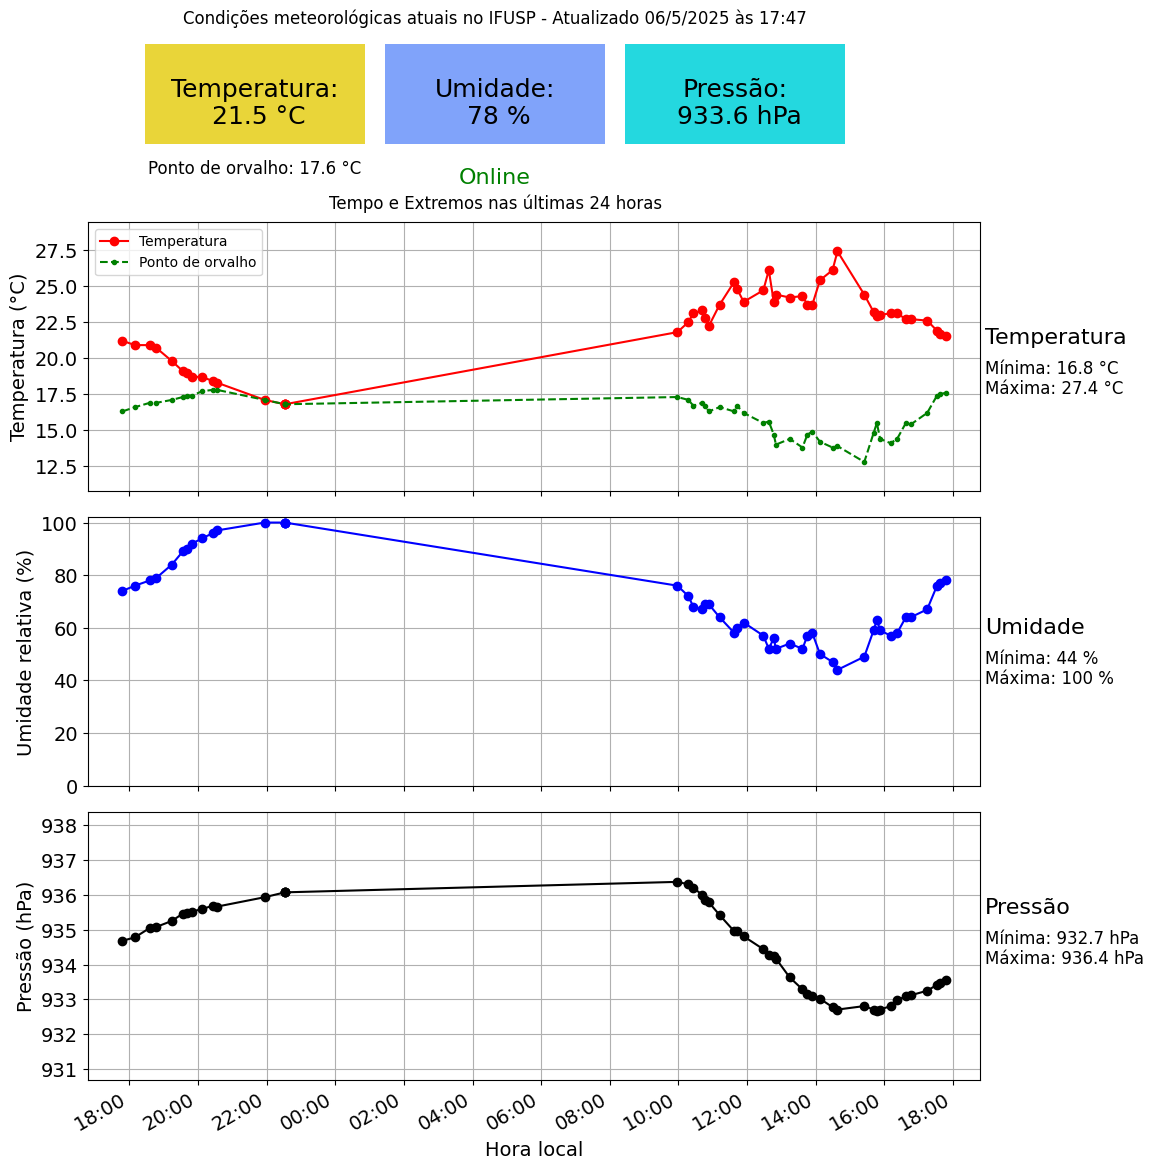 Condições meteorológicas atuais no IFUSP - Atualizado 06/5/2025 às 17:47
Temperatura:
21.5 °C
Umidade:
78 %
Pressão:
933.6 hPa
Ponto de orvalho: 17.6 °C
Online
Tempo e Extremos nas últimas 24 horas
Temperatura (°C)
27.5
25.0
22.5
20.0
17.5
15.0
12.5
Temperatura
Ponto de orvalho
Temperatura
Mínima: 16.8 °C
Máxima: 27.4 °C
Umidade relativa (%)
100
80
60
40
20
0
Umidade
Mínima: 44 %
Máxima: 100 %
Pressão (hPa)
938
937
936
935
934
933
932
931
Pressão
Mínima: 932.7 hPa
Máxima: 936.4 hPa
18:00 20:00 22:00 00:00 02:00 04:00 06:00 08:00 10:00 12:00 14:00 16:00 18:00
Hora local